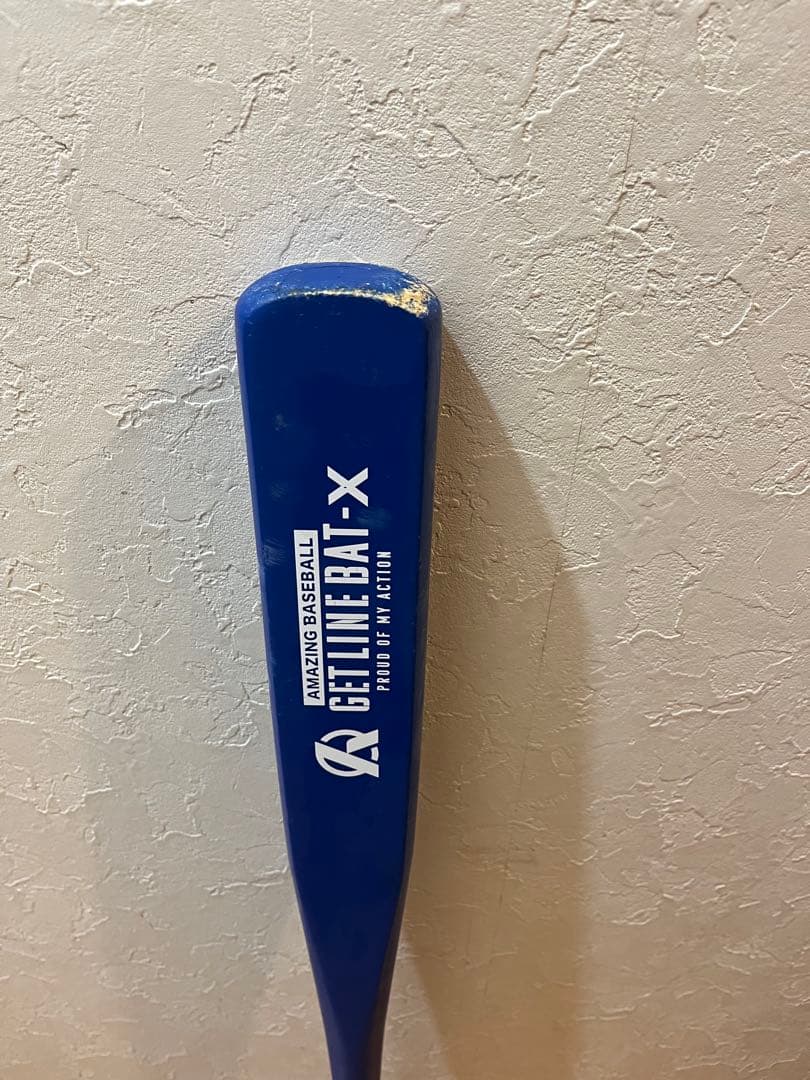 AMAZING BASEBALL
GET LINE BAT-X
PROUD OF MY ACTION